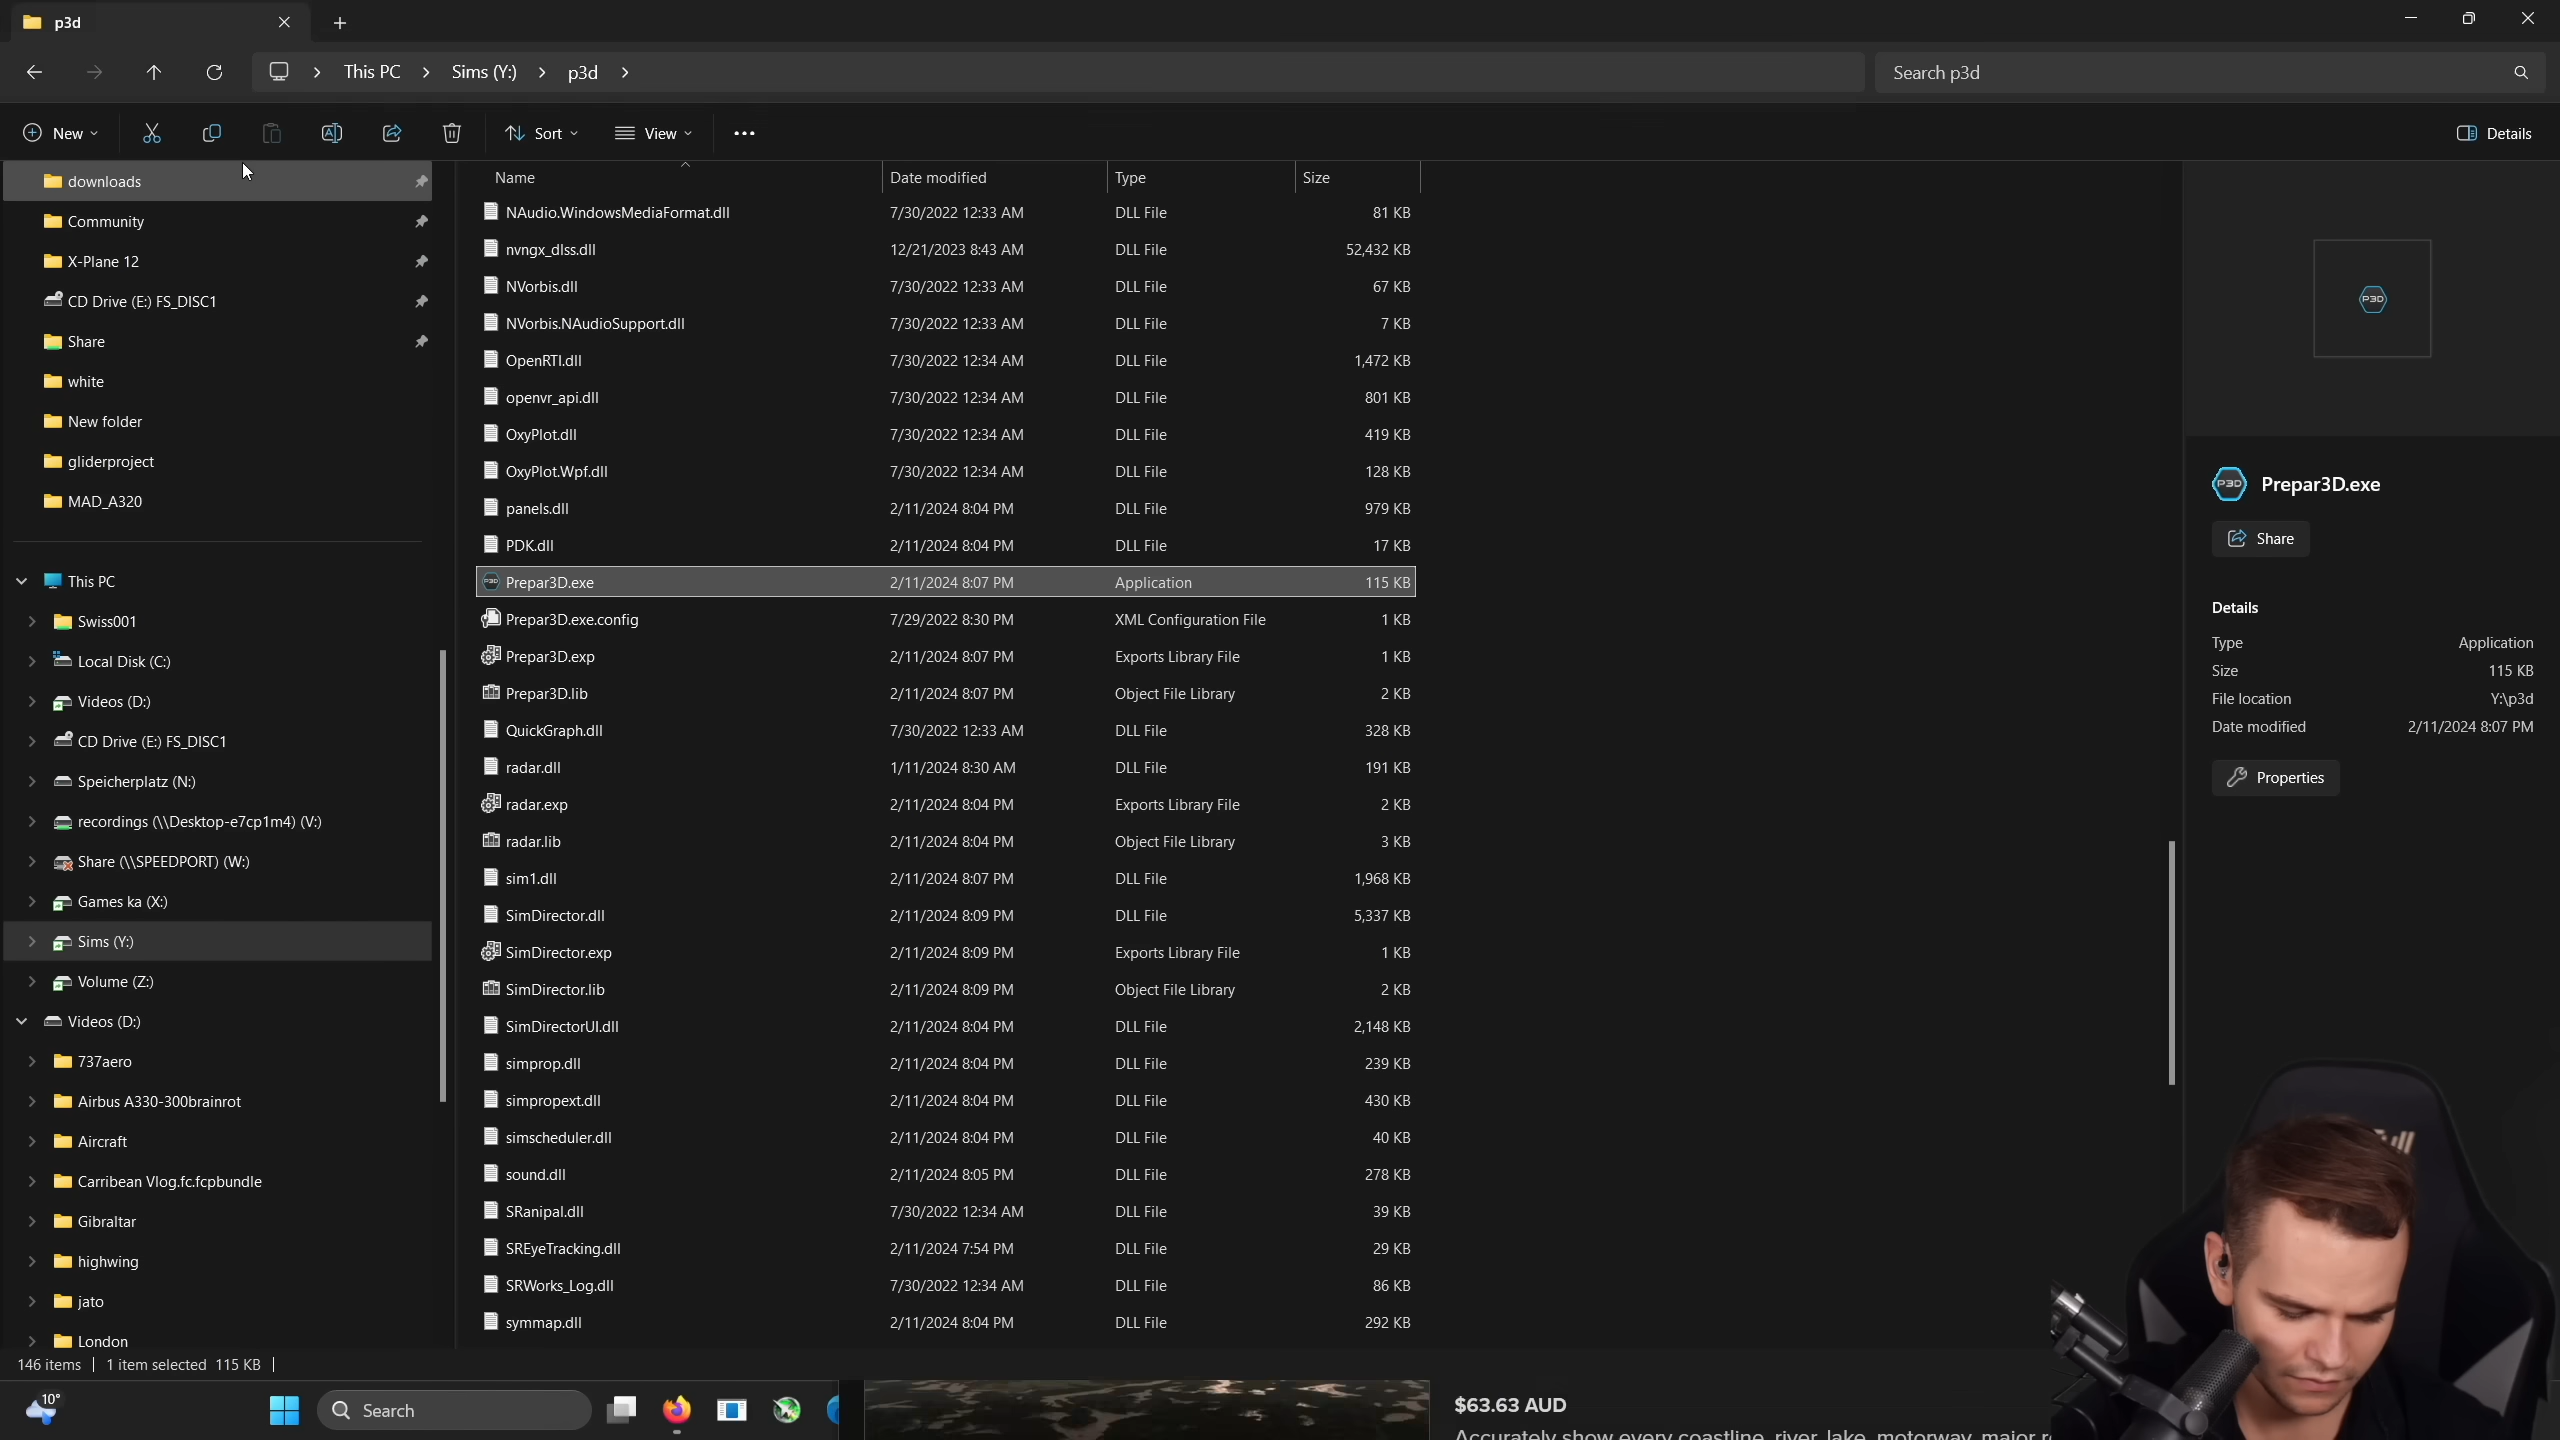 p3d
This PC > Sims (Y:) > p3d >
Search p3d
New
Sort
View
Details
downloads
Community
X-Plane 12
CD Drive (E:) FS_DISC1
Share
white
New folder
gliderproject
MAD_A320
This PC
Swiss001
Local Disk (C:)
Videos (D:)
CD Drive (E:) FS_DISC1
Speicherplatz (N:)
recordings (\\Desktop-e7cp1m4) (V:)
Share (\\SPEEDPORT) (W:)
Games ka (X:)
Sims (Y:)
Volume (Z:)
Videos (D:)
737aero
Airbus A330-300brainrot
Aircraft
Carribean Vlog.fc.fcpbundle
Gibraltar
highwing
jato
London
Name Date modified Type Size
NAudio.WindowsMediaFormat.dll 7/30/2022 12:33 AM DLL File 81 KB
nvngx_dlss.dll 12/21/2023 8:43 AM DLL File 52,432 KB
NVorbis.dll 7/30/2022 12:33 AM DLL File 67 KB
NVorbis.NAudioSupport.dll 7/30/2022 12:33 AM DLL File 7 KB
OpenRTI.dll 7/30/2022 12:34 AM DLL File 1,472 KB
openvr_api.dll 7/30/2022 12:34 AM DLL File 801 KB
OxyPlot.dll 7/30/2022 12:34 AM DLL File 419 KB
OxyPlot.Wpf.dll 7/30/2022 12:34 AM DLL File 128 KB
panels.dll 2/11/2024 8:04 PM DLL File 979 KB
PDK.dll 2/11/2024 8:04 PM DLL File 17 KB
Prepar3D.exe 2/11/2024 8:07 PM Application 115 KB
Prepar3D.exe.config 7/29/2022 8:30 PM XML Configuration File 1 KB
Prepar3D.exp 2/11/2024 8:07 PM Exports Library File 1 KB
Prepar3D.lib 2/11/2024 8:07 PM Object File Library 2 KB
QuickGraph.dll 7/30/2022 12:33 AM DLL File 328 KB
radar.dll 1/11/2024 8:30 AM DLL File 191 KB
radar.exp 2/11/2024 8:04 PM Exports Library File 2 KB
radar.lib 2/11/2024 8:04 PM Object File Library 3 KB
sim1.dll 2/11/2024 8:07 PM DLL File 1,968 KB
SimDirector.dll 2/11/2024 8:09 PM DLL File 5,337 KB
SimDirector.exp 2/11/2024 8:09 PM Exports Library File 1 KB
SimDirector.lib 2/11/2024 8:09 PM Object File Library 2 KB
SimDirectorUI.dll 2/11/2024 8:04 PM DLL File 2,148 KB
simprop.dll 2/11/2024 8:04 PM DLL File 239 KB
simpropext.dll 2/11/2024 8:04 PM DLL File 430 KB
simscheduler.dll 2/11/2024 8:04 PM DLL File 40 KB
sound.dll 2/11/2024 8:05 PM DLL File 278 KB
SRanipal.dll 7/30/2022 12:34 AM DLL File 39 KB
SREyeTracking.dll 2/11/2024 7:54 PM DLL File 29 KB
SRWorks_Log.dll 7/30/2022 12:34 AM DLL File 86 KB
symmap.dll 2/11/2024 8:04 PM DLL File 292 KB
P3D
P3D Prepar3D.exe
Share
Details
Type Application
Size 115 KB
File location Y:\p3d
Date modified 2/11/2024 8:07 PM
Properties
146 items 1 item selected 115 KB
10°
Search
$63.63 AUD
Accurately show every coastline, river, lake, motorway, major